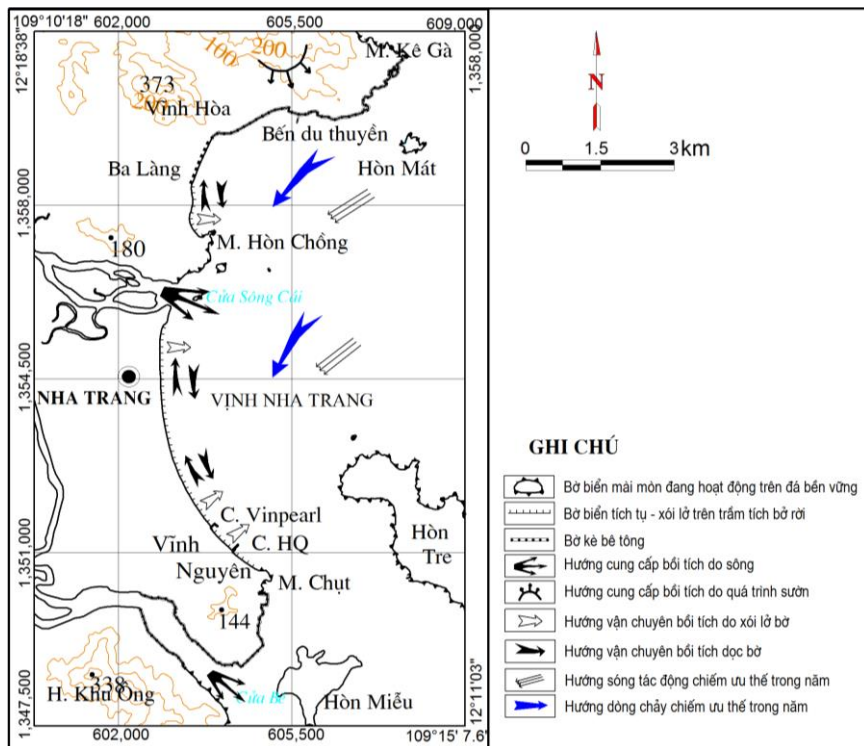 109°10'18" 602,000 605,500 609,000
12°18'38"
1,358,000
100
200
M. Kê Gà
373
200
Vĩnh Hòa
Bến du thuyền
Ba Làng
Hòn Mát
1,358,000
M. Hòn Chồng
180
Cửa Sông Cái
1,354,500
NHA TRANG
VỊNH NHA TRANG
C. Vinpearl
Vĩnh
Nguyên
C. HQ
Hòn
Tre
1,351,000
M. Chụt
144
338
H. Khu Ông
Cửa Bé
Hòn Miễu
1,347,500
12°11'03"
602,000 605,500 109°15' 7.6"
N
0 1.5 3km
GHI CHÚ
Bờ biển mài mòn đang hoạt động trên đá bền vững
Bờ biển tích tụ - xói lở trên trầm tích bở rời
Bờ kè bê tông
Hướng cung cấp bồi tích do sông
Hướng cung cấp bồi tích do quá trình sườn
Hướng vận chuyên bồi tích do xói lở bờ
Hướng vận chuyên bồi tích dọc bờ
Hướng sóng tác động chiếm ưu thế trong năm
Hướng dòng chảy chiếm ưu thế trong năm